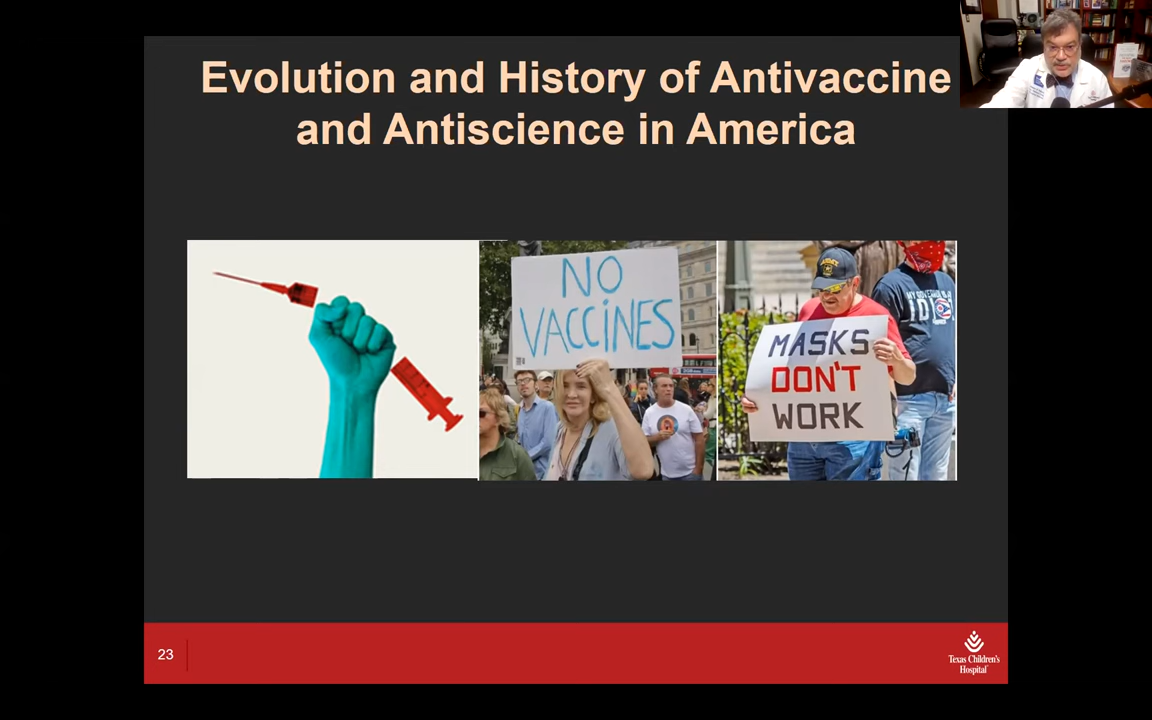 Evolution and History of Antivaccine
and Antiscience in America
NO
VACCINES
MASKS
DON'T
WORK
23
Texas Children's
Hospital